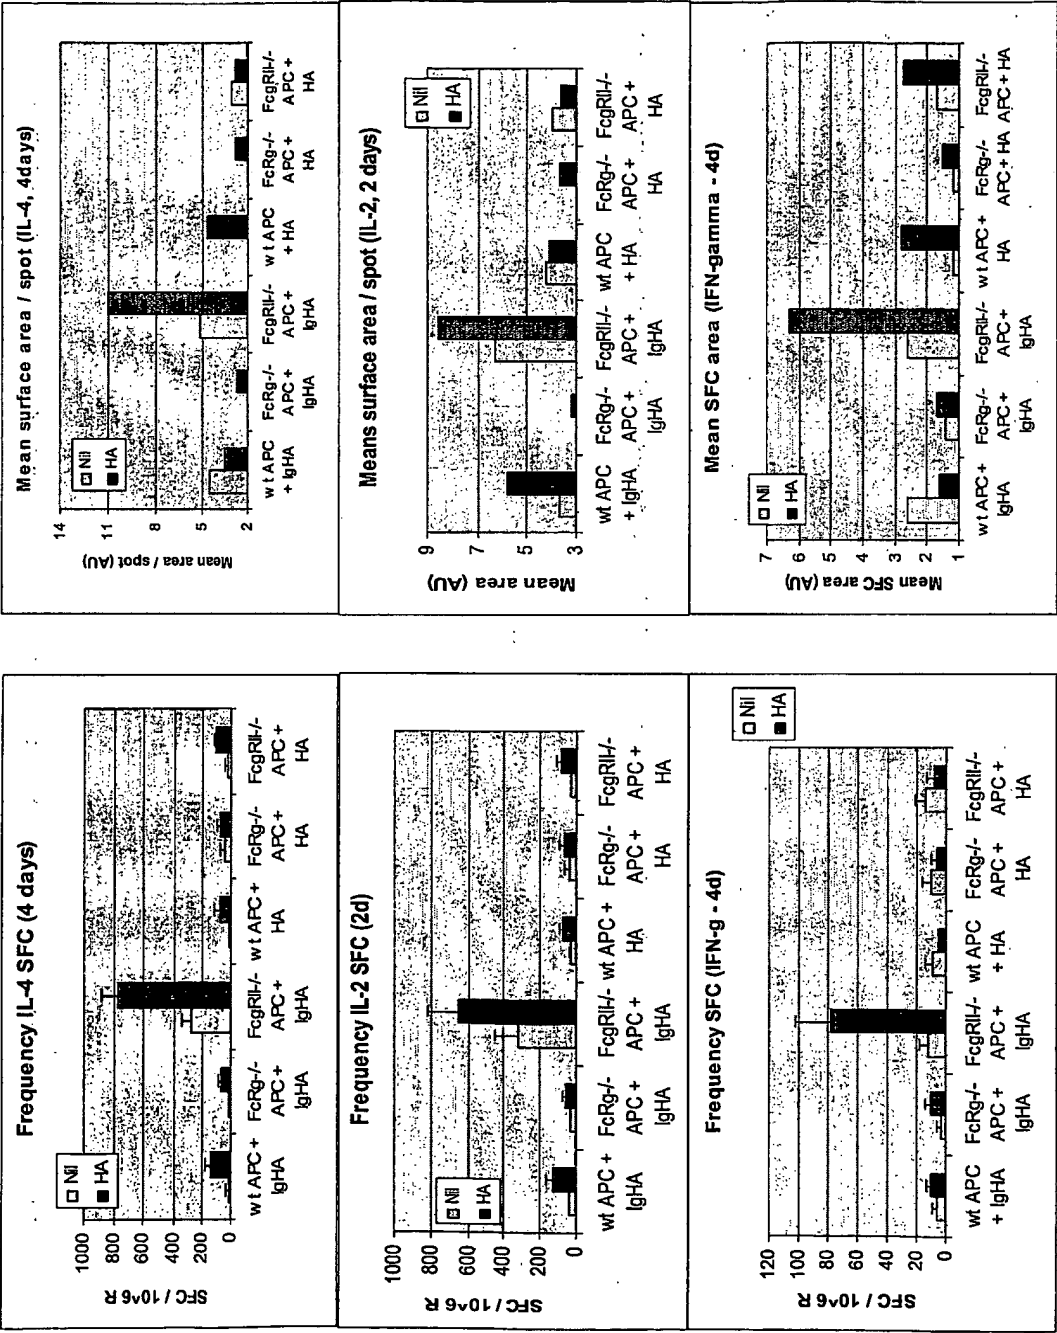 Frequency IL-4 SFC (4 days)
SFC / 10^6 R
1000
800
600
400
200
0
Nil
HA
wt APC + IgHA
FcRg-/- APC + IgHA
FcgRII-/- APC + IgHA
wt APC + HA
FcRg-/- APC + HA
FcgRII-/- APC + HA
Mean surface area / spot (IL-4, 4days)
Mean area / spot (AU)
14
11
8
5
2
Nil
HA
wt APC + IgHA
FcRg-/- APC + IgHA
FcgRII-/- APC + IgHA
wt APC + HA
FcRg-/- APC + HA
FcgRII-/- APC + HA
Frequency IL-2 SFC (2d)
SFC / 10^6 R
1000
800
600
400
200
0
Nil
HA
wt APC + IgHA
FcRg-/- APC + IgHA
FcgRII-/- APC + IgHA
wt APC + HA
FcRg-/- APC + HA
FcgRII-/- APC + HA
Means surface area / spot (IL-2, 2 days)
Mean area (AU)
9
7
5
3
Nil
HA
wt APC + IgHA
FcRg-/- APC + IgHA
FcgRII-/- APC + IgHA
wt APC + HA
FcRg-/- APC + HA
FcgRII-/- APC + HA
Frequency SFC (IFN-g - 4d)
SFC / 10^6 R
120
100
80
60
40
20
0
Nil
HA
wt APC + IgHA
FcRg-/- APC + IgHA
FcgRII-/- APC + IgHA
wt APC + HA
FcRg-/- APC + HA
FcgRII-/- APC + HA
Mean SFC area (IFN-gamma - 4d)
Mean SFC area (AU)
7
6
5
4
3
2
1
Nil
HA
wt APC + IgHA
FcRg-/- APC + IgHA
FcgRII-/- APC + IgHA
wt APC + HA
FcRg-/- APC + HA
FcgRII-/- APC + HA